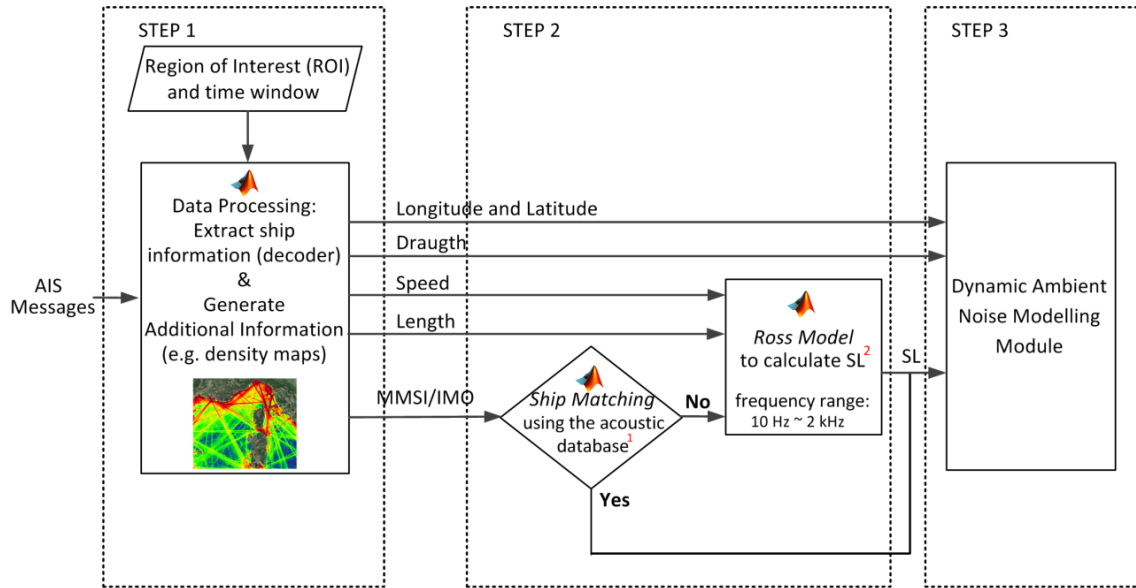 STEP 1
Region of Interest (ROI)
and time window
AIS
Messages
Data Processing:
Extract ship
information (decoder)
&
Generate
Additional Information
(e.g. density maps)
Longitude and Latitude
Draugth
Speed
Length
MMSI/IMO
STEP 2
Ship Matching
using the acoustic
database1
No
Yes
Ross Model
to calculate SL2
frequency range:
10 Hz ~ 2 kHz
SL
STEP 3
Dynamic Ambient
Noise Modelling
Module